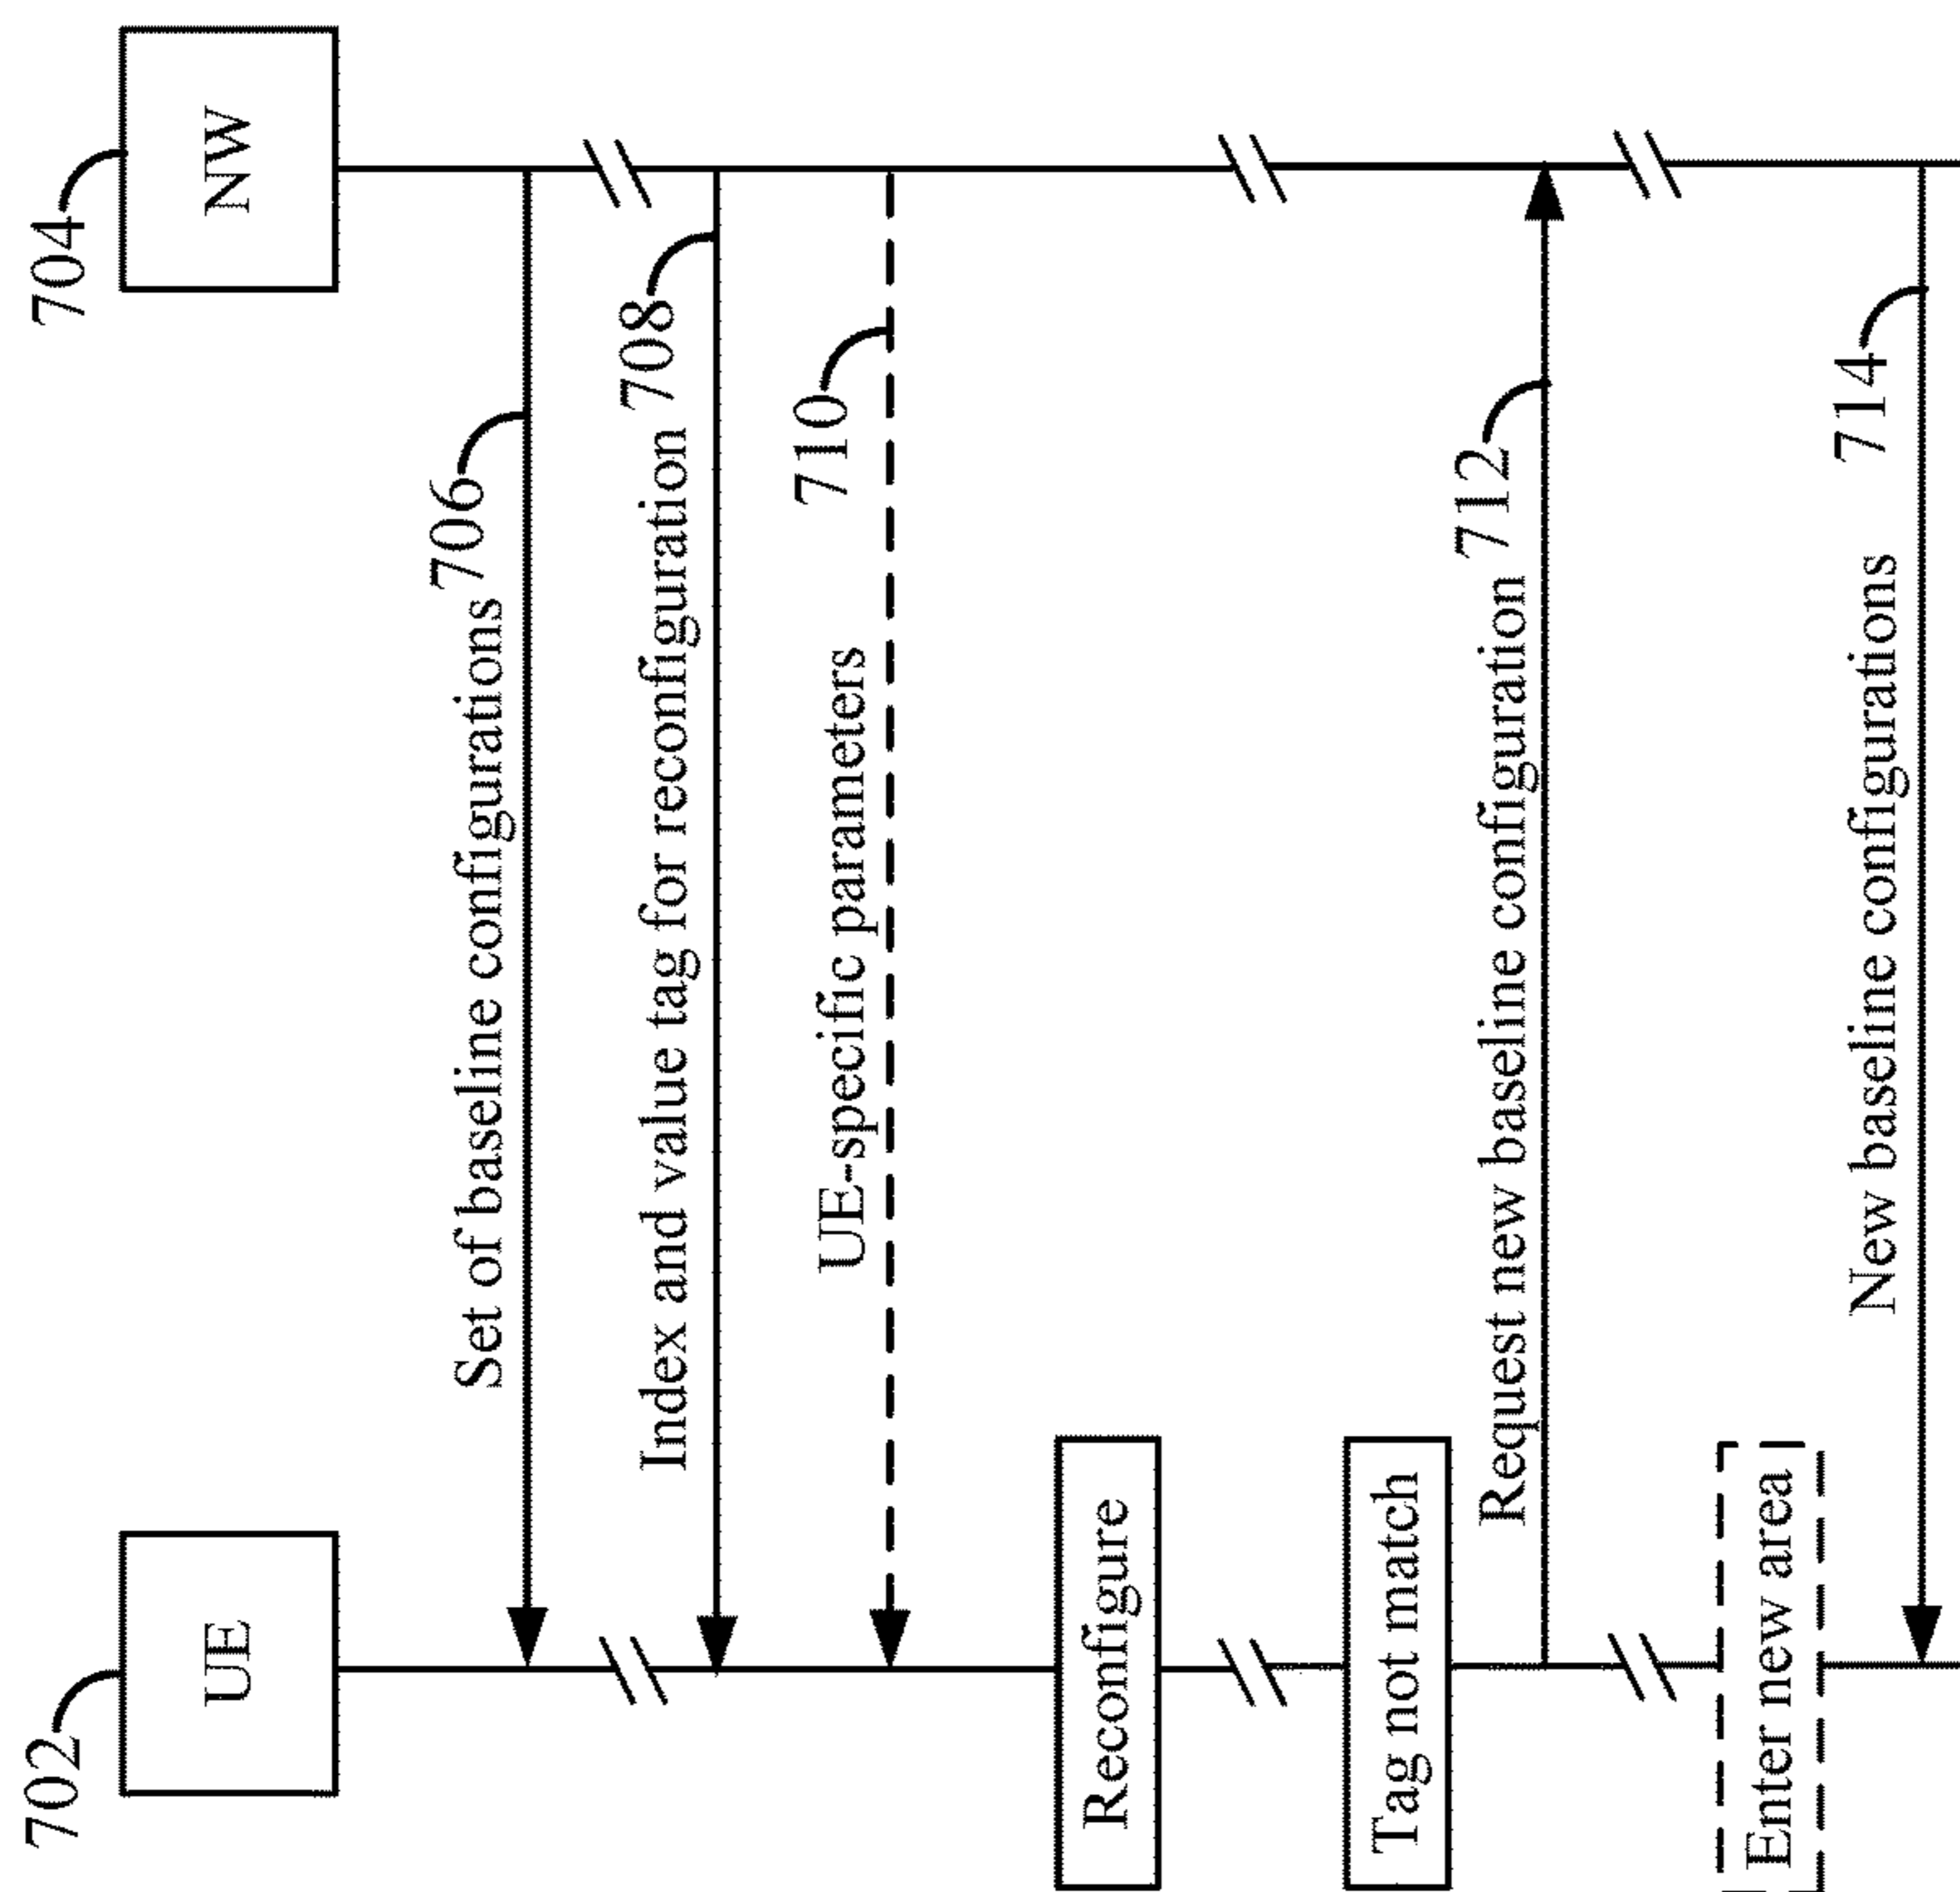 702
UE
704
NW
Set of baseline configurations
706
Index and value tag for reconfiguration
708
UE-specific parameters
710
Reconfigure
Tag not match
Request new baseline configuration
712
Enter new area
New baseline configurations
714